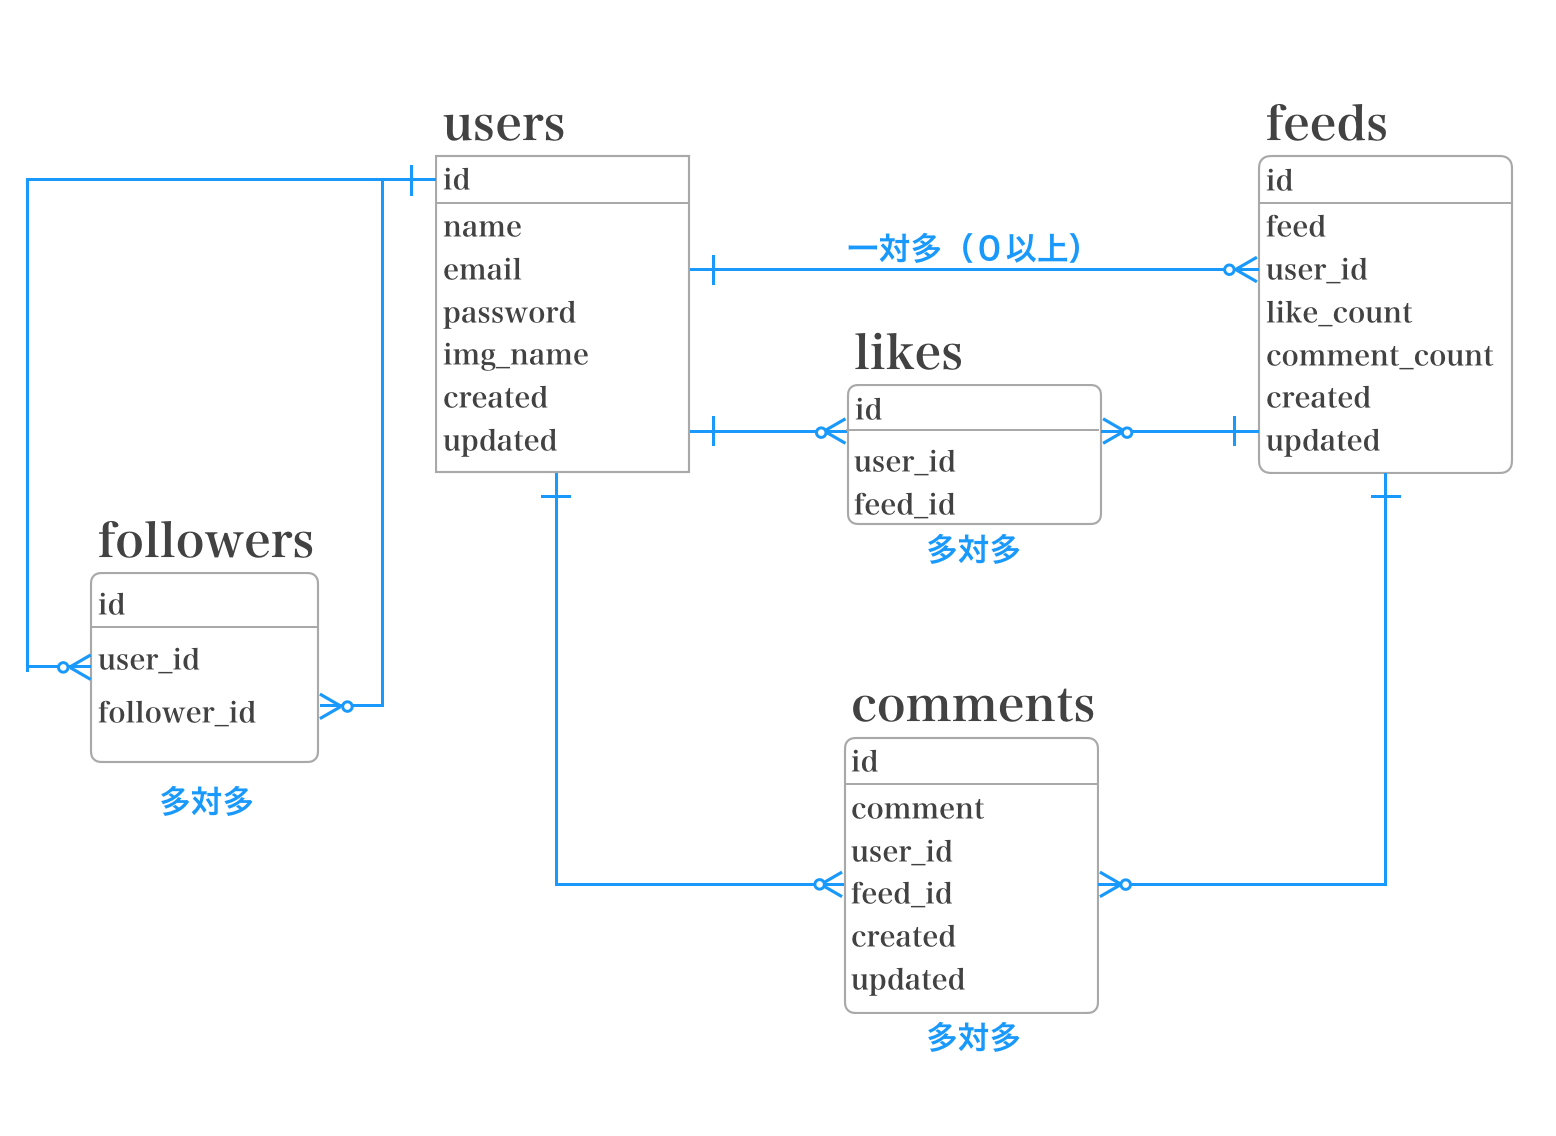 users
id
name
email
password
img_name
created
updated
一対多（０以上）
feeds
id
feed
user_id
like_count
comment_count
created
updated
likes
id
user_id
feed_id
多対多
followers
id
user_id
follower_id
多対多
comments
id
comment
user_id
feed_id
created
updated
多対多